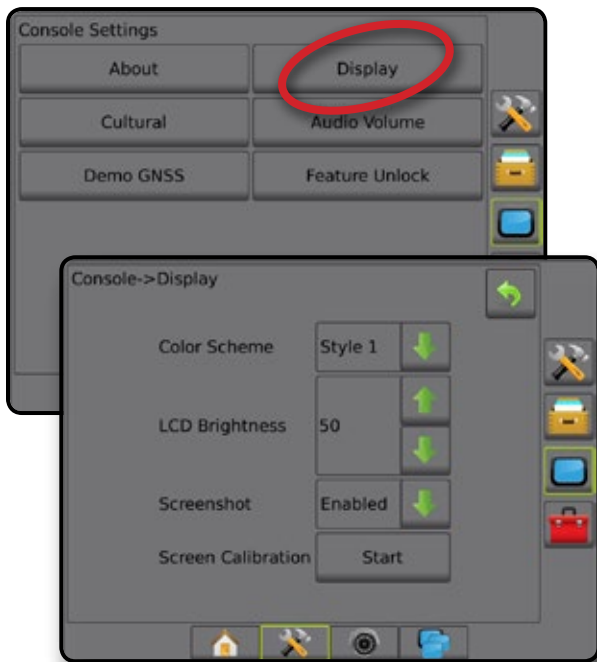 Console Settings
About Display
Cultural Audio Volume
Demo GNSS Feature Unlock
Console->Display
Color Scheme Style 1
LCD Brightness 50
Screenshot Enabled
Screen Calibration Start